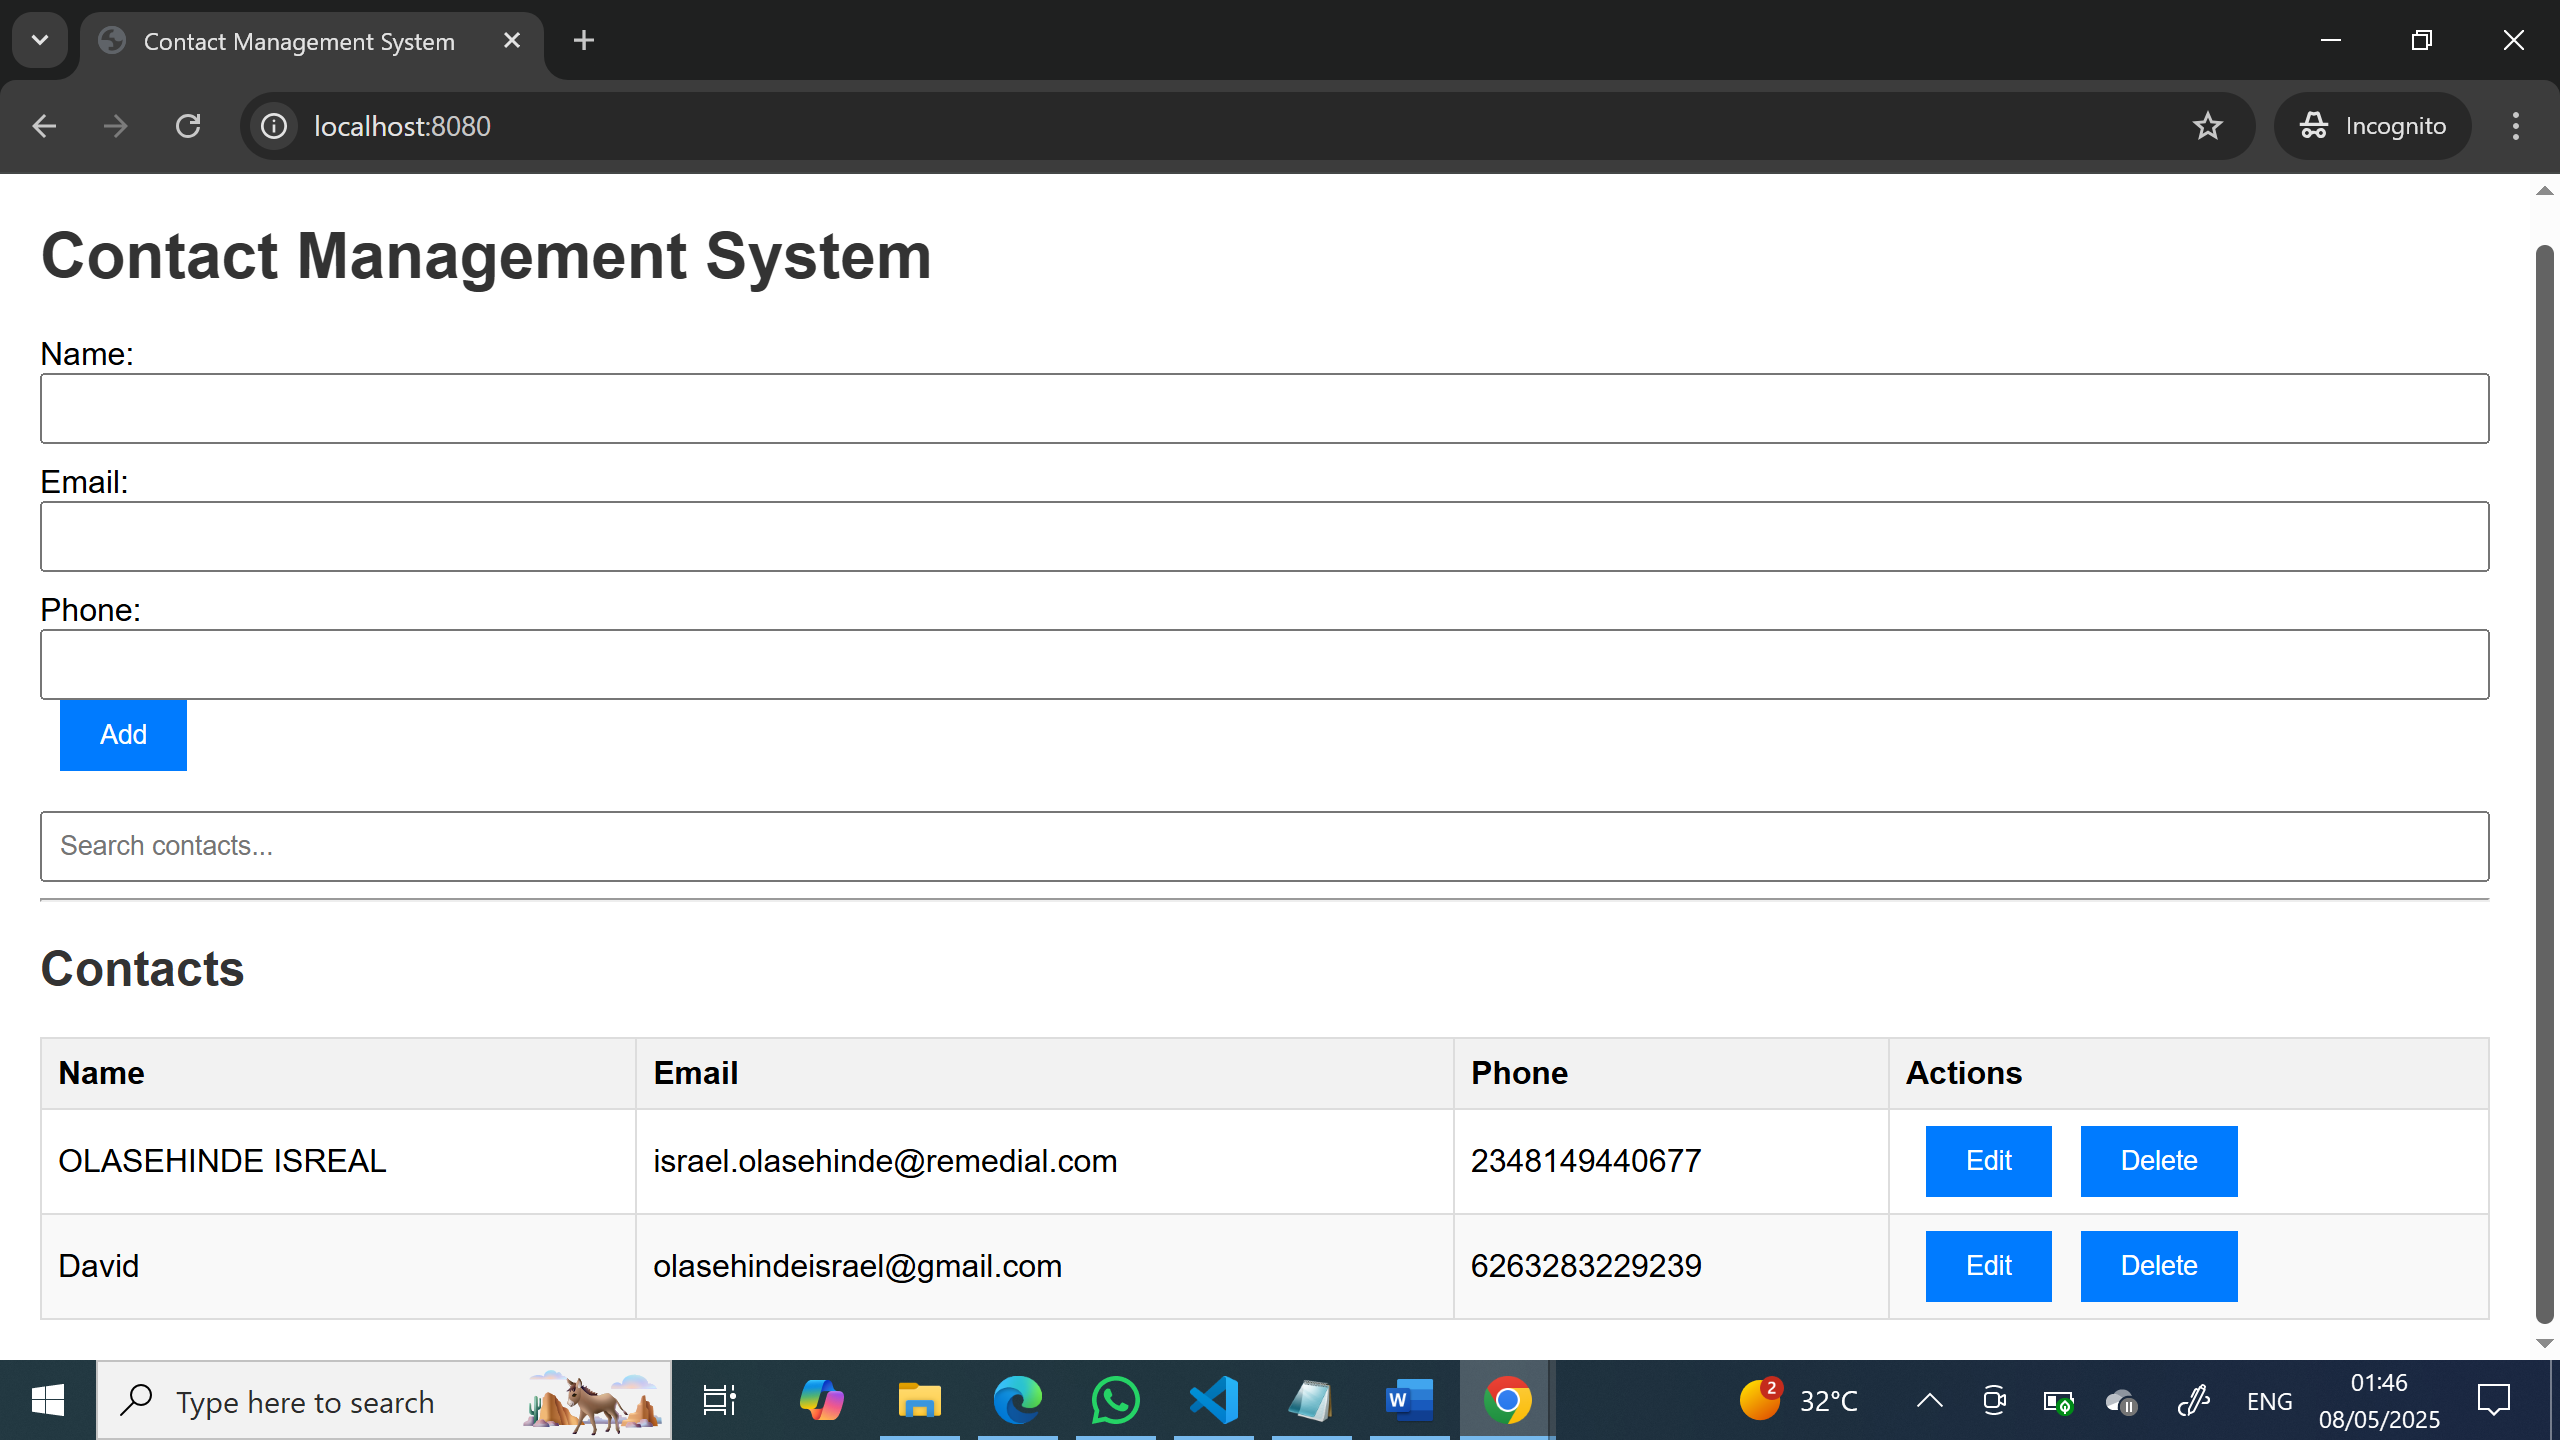 Contact Management System
localhost:8080
Incognito
Contact Management System
Name:
Email:
Phone:
Add
Search contacts...
Contacts
Name Email Phone Actions
OLASEHINDE ISREAL israel.olasehinde@remedial.com 2348149440677 Edit Delete
David olasehindeisrael@gmail.com 6263283229239 Edit Delete
Type here to search
W
2
32°C
ENG
01:46
08/05/2025